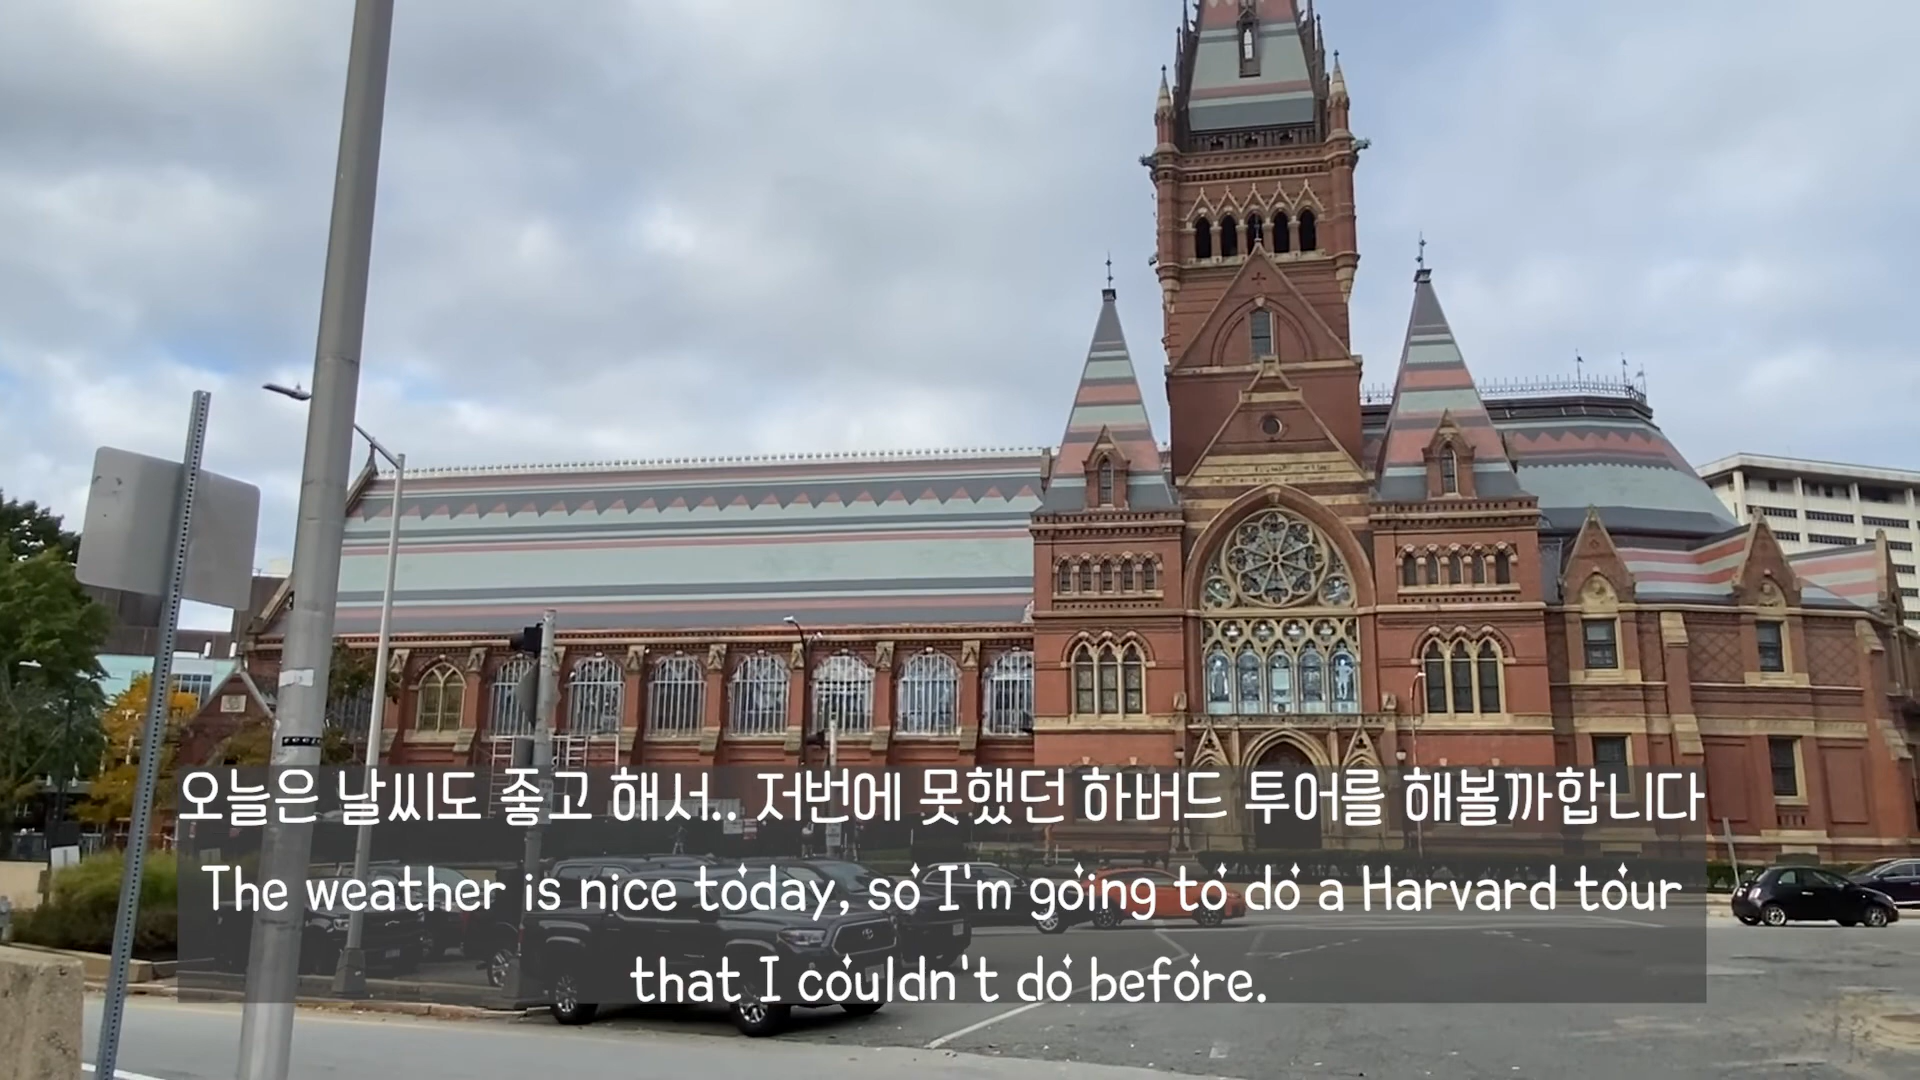 오늘은 날씨도 좋고 해서.. 저번에 못했던 하버드 투어를 해볼까합니다
The weather is nice today, so I'm going to do a Harvard tour
that I couldn't do before.